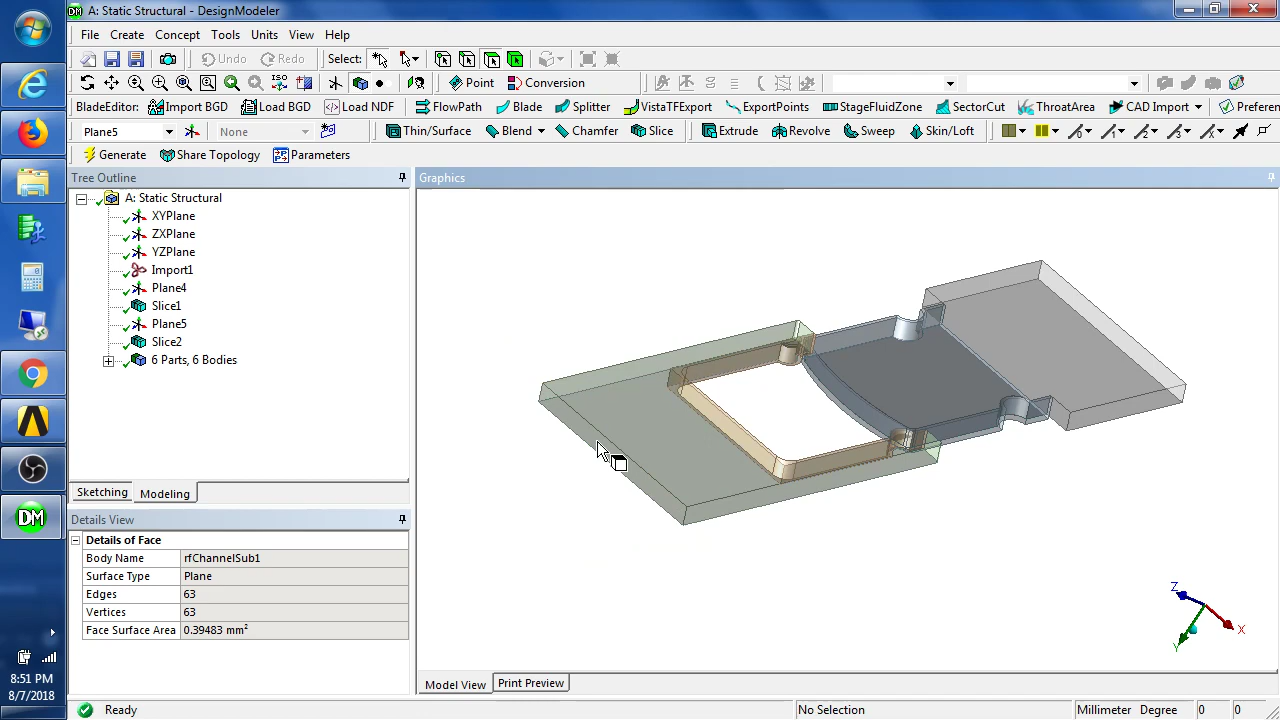 DM A: Static Structural - DesignModeler
File Create Concept Tools Units View Help
Undo Redo Select:
Point Conversion
BladeEditor: Import BGD Load BGD Load NDF FlowPath Blade Splitter VistaTFExport ExportPoints StageFluidZone SectorCut ThroatArea CAD Import Preferen
Plane5 None Thin/Surface Blend Chamfer Slice Extrude Revolve Sweep Skin/Loft
Generate Share Topology Parameters
Tree Outline
A: Static Structural
XYPlane
ZXPlane
YZPlane
Import1
Plane4
Slice1
Plane5
Slice2
6 Parts, 6 Bodies
Sketching Modeling
Details View
Details of Face
Body Name rfChannelSub1
Surface Type Plane
Edges 63
Vertices 63
Face Surface Area 0.39483 mm²
Graphics
Z
X
Y
Model View Print Preview
Ready No Selection Millimeter Degree 0 0
DM
8:51 PM
8/7/2018